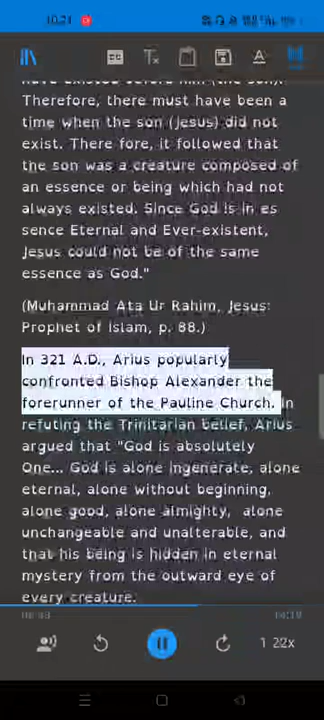 10:21
have existed before him (the son).
Therefore, there must have been a
time when the son (Jesus) did not
exist. There fore, it followed that
the son was a creature composed of
an essence or being which had not
always existed. Since God is in es
sence Eternal and Ever-existent,
Jesus could not be of the same
essence as God."
(Muhammad Ata Ur Rahim, Jesus:
Prophet of Islam, p. 88.)
In 321 A.D., Arius popularly
confronted Bishop Alexander the
forerunner of the Pauline Church. In
refuting the Trinitarian belief, Arius
argued that "God is absolutely
One... God is alone ingenerate, alone
eternal, alone without beginning,
alone good, alone almighty, alone
unchangeable and unalterable, and
that his being is hidden in eternal
mystery from the outward eye of
every creature.